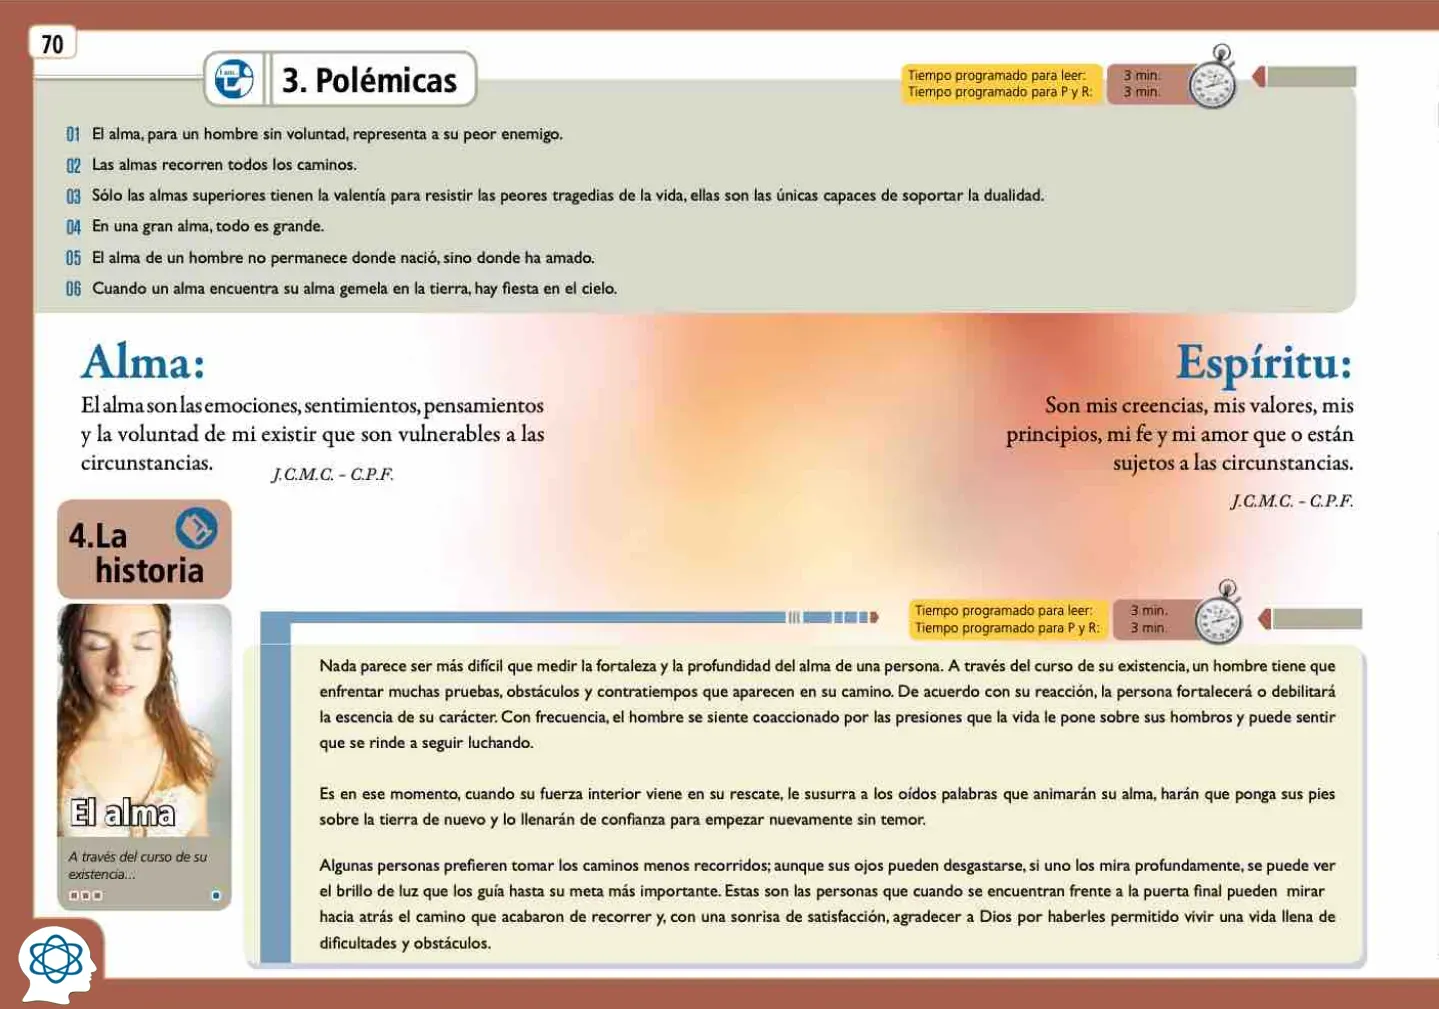 70
3. Polémicas
Tiempo programado para leer: 3 min.
Tiempo programado para P y R: 3 min.
01 El alma, para un hombre sin voluntad, representa a su peor enemigo.
02 Las almas recorren todos los caminos.
03 Sólo las almas superiores tienen la valentía para resistir las peores tragedias de la vida, ellas son las únicas capaces de soportar la dualidad.
04 En una gran alma, todo es grande.
05 El alma de un hombre no permanece donde nació, sino donde ha amado.
06 Cuando un alma encuentra su alma gemela en la tierra, hay fiesta en el cielo.
Alma:
El alma son las emociones, sentimientos, pensamientos
y la voluntad de mi existir que son vulnerables a las
circunstancias.
J.C.M.C. - C.P.F.
Espíritu:
Son mis creencias, mis valores, mis
principios, mi fe y mi amor que o están
sujetos a las circunstancias.
J.C.M.C. - C.P.F.
4.La
historia
El alma
A través del curso de su
existencia...
Tiempo programado para leer: 3 min.
Tiempo programado para P y R: 3 min.
Nada parece ser más difícil que medir la fortaleza y la profundidad del alma de una persona. A través del curso de su existencia, un hombre tiene que
enfrentar muchas pruebas, obstáculos y contratiempos que aparecen en su camino. De acuerdo con su reacción, la persona fortalecerá o debilitará
la escencia de su carácter. Con frecuencia, el hombre se siente coaccionado por las presiones que la vida le pone sobre sus hombros y puede sentir
que se rinde a seguir luchando.
Es en ese momento, cuando su fuerza interior viene en su rescate, le susurra a los oídos palabras que animarán su alma, harán que ponga sus pies
sobre la tierra de nuevo y lo llenarán de confianza para empezar nuevamente sin temor.
Algunas personas prefieren tomar los caminos menos recorridos; aunque sus ojos pueden desgastarse, si uno los mira profundamente, se puede ver
el brillo de luz que los guía hasta su meta más importante. Estas son las personas que cuando se encuentran frente a la puerta final pueden mirar
hacia atrás el camino que acabaron de recorrer y, con una sonrisa de satisfacción, agradecer a Dios por haberles permitido vivir una vida llena de
dificultades y obstáculos.